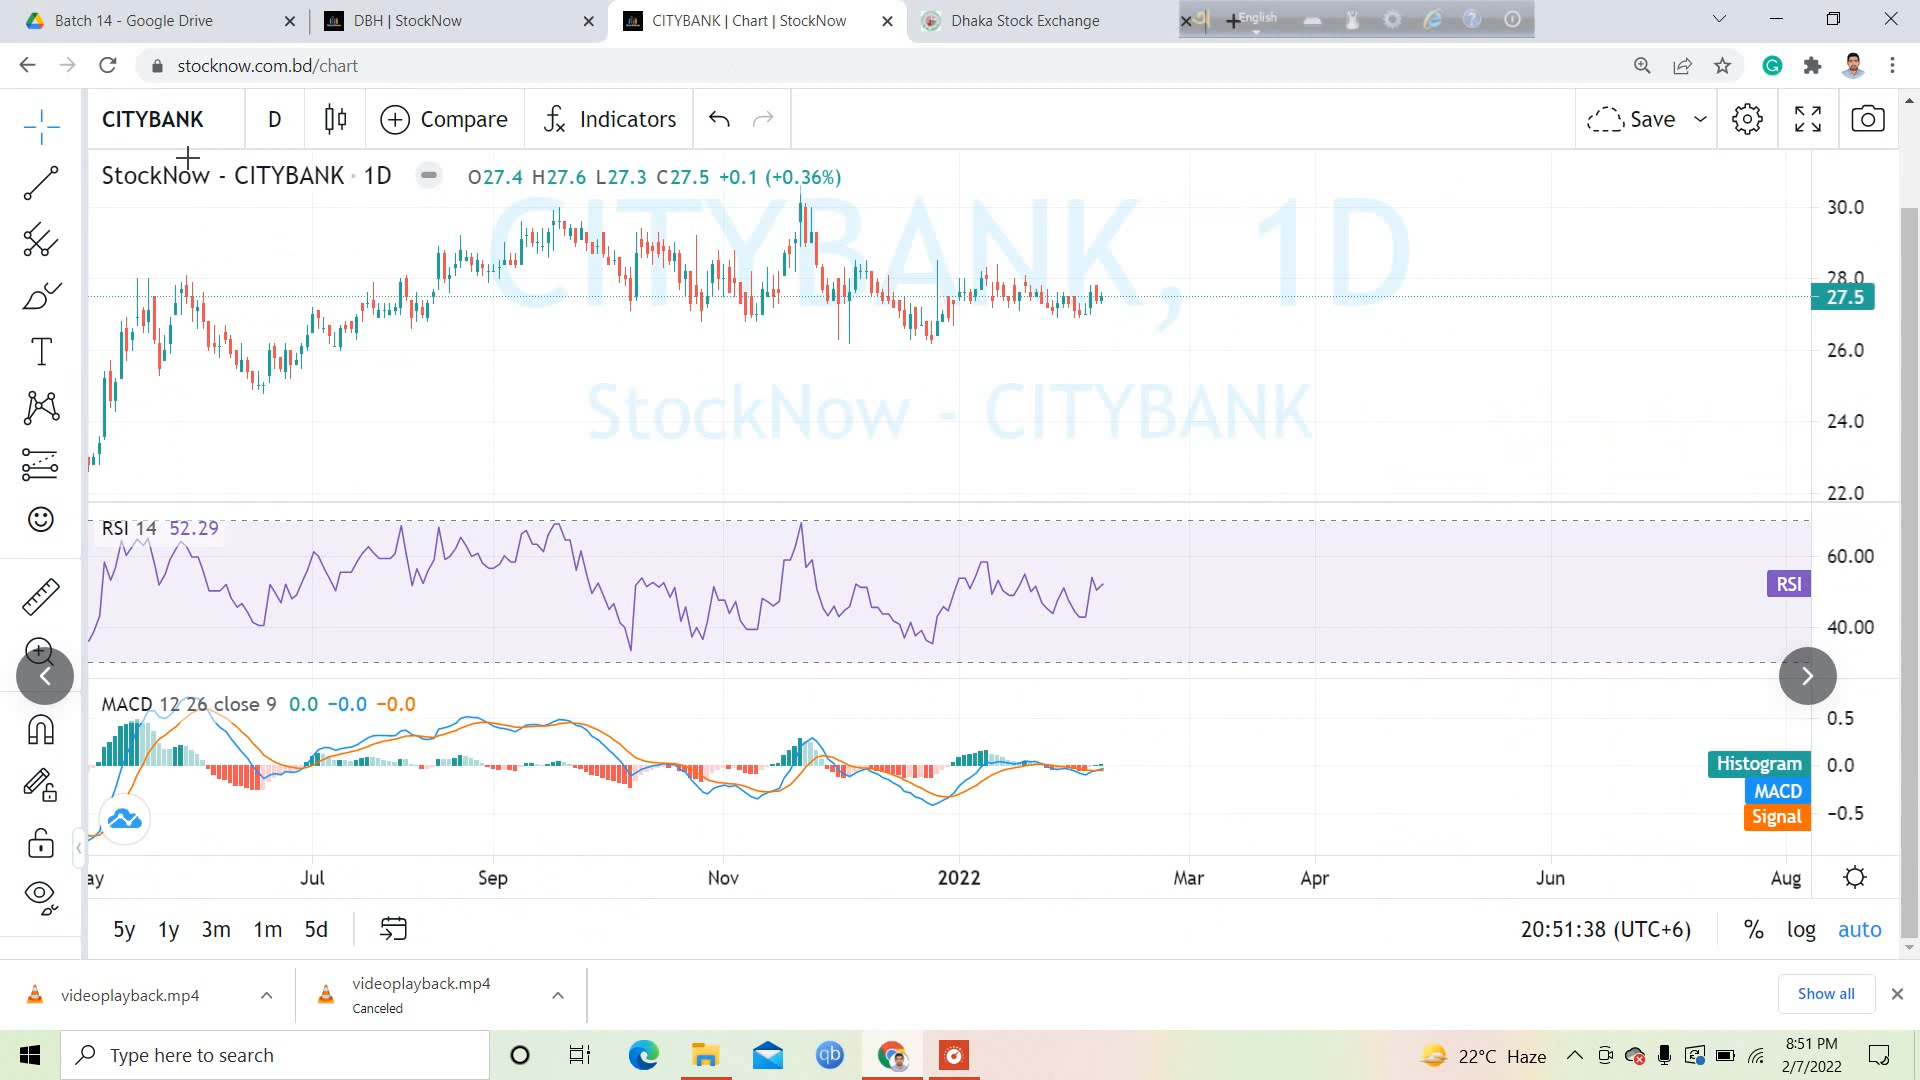 Batch 14 - Google Drive
DBH | StockNow
CITYBANK | Chart | StockNow
Dhaka Stock Exchange
English
stocknow.com.bd/chart
CITYBANK
D
Compare
Indicators
Save
StockNow - CITYBANK · 1D
O27.4 H27.6 L27.3 C27.5 +0.1 (+0.36%)
CITYBANK, 1D
StockNow - CITYBANK
30.0
28.0
27.5
26.0
24.0
22.0
RSI 14 52.29
60.00
RSI
40.00
MACD 12 26 close 9 0.0 −0.0 −0.0
0.5
Histogram
0.0
MACD
Signal
−0.5
ay
Jul
Sep
Nov
2022
Mar
Apr
Jun
Aug
5y 1y 3m 1m 5d
20:51:38 (UTC+6)
% log auto
videoplayback.mp4
videoplayback.mp4
Canceled
Show all
Type here to search
22°C Haze
8:51 PM
2/7/2022